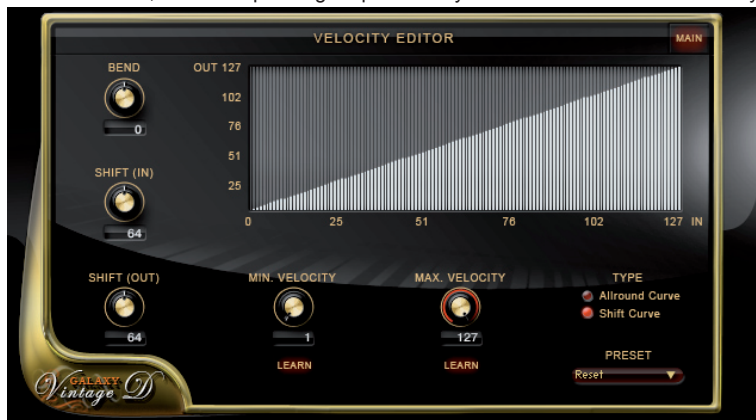 VELOCITY EDITOR
MAIN
BEND
0
SHIFT (IN)
64
SHIFT (OUT)
64
OUT 127
102
76
51
25
0 25 51 76 102 127 IN
MIN. VELOCITY
1
LEARN
MAX. VELOCITY
127
LEARN
TYPE
Allround Curve
Shift Curve
PRESET
Reset
GALAXY
Vintage D